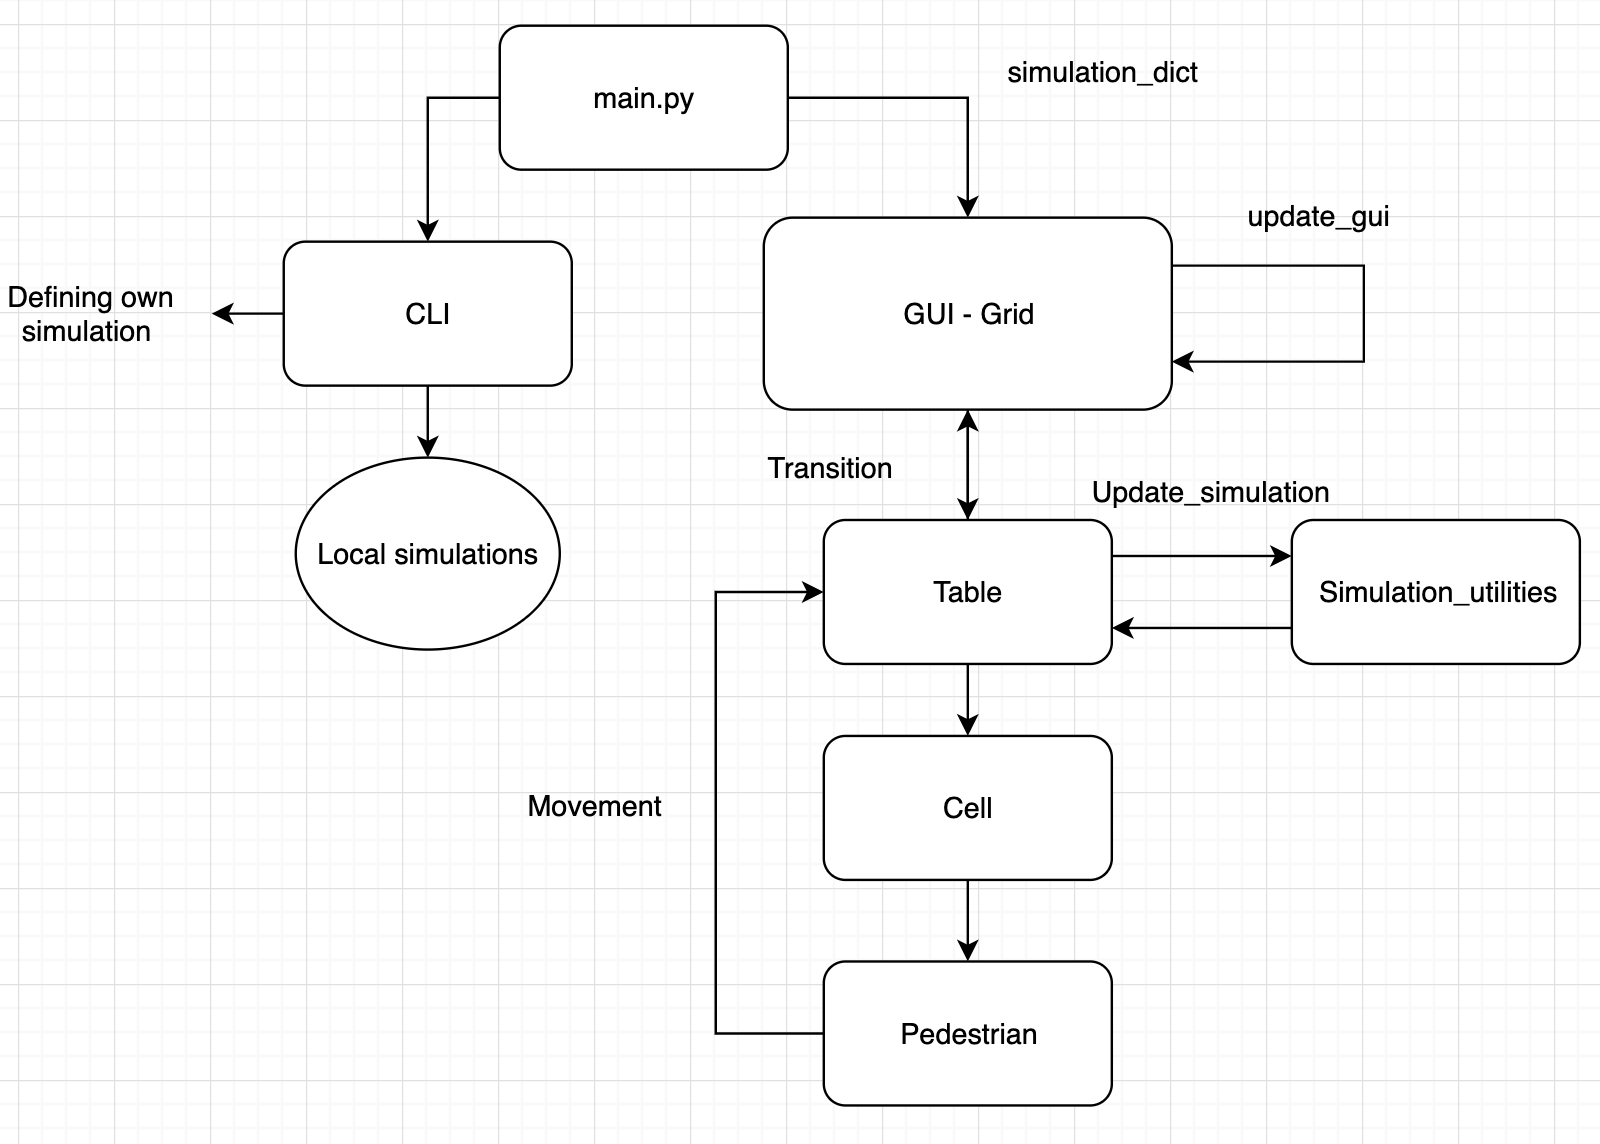 main.py
simulation_dict
update_gui
Defining own
simulation
CLI
GUI - Grid
Transition
Update_simulation
Local simulations
Table
Simulation_utilities
Movement
Cell
Pedestrian